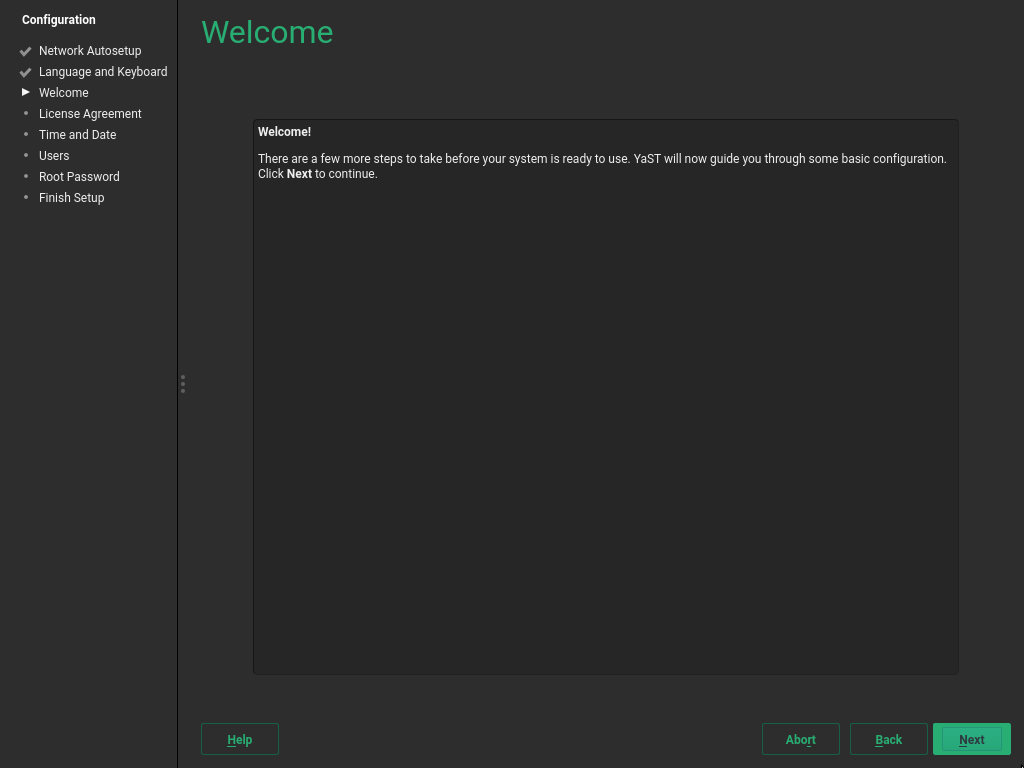 Configuration
Network Autosetup
Language and Keyboard
Welcome
License Agreement
Time and Date
Users
Root Password
Finish Setup
Welcome
Welcome!
There are a few more steps to take before your system is ready to use. YaST will now guide you through some basic configuration.
Click Next to continue.
Help
Abort
Back
Next